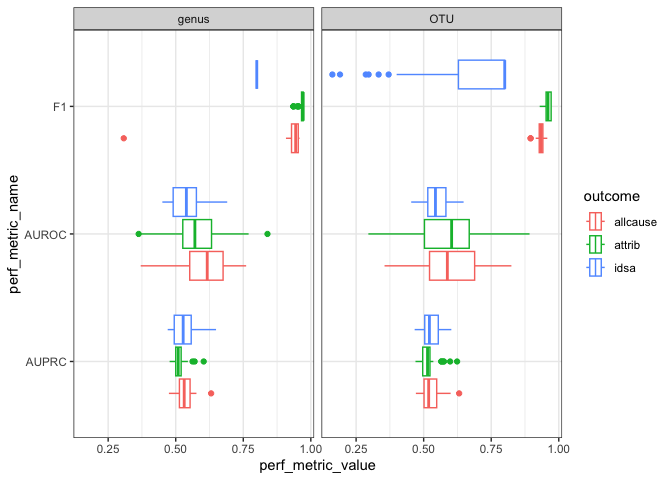 genus
OTU
perf_metric_name
F1
AUROC
AUPRC
0.25 0.50 0.75 1.00
0.25 0.50 0.75 1.00
perf_metric_value
outcome
allcause
attrib
idsa